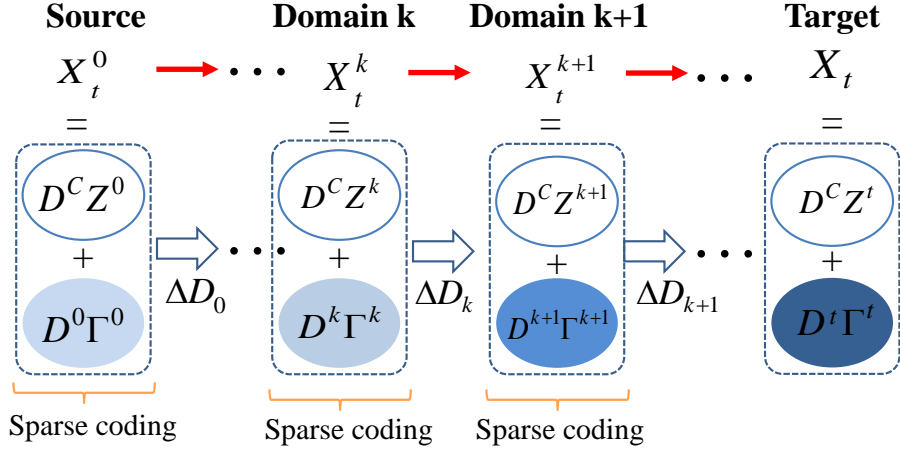 Source Domain k Domain k+1 Target
X_t^0 ... X_t^k X_t^{k+1} ... X_t
= = = =
D^C Z^0 D^C Z^k D^C Z^{k+1} D^C Z^t
+ ... + + ... +
ΔD_0 ΔD_k ΔD_{k+1}
D^0 Γ^0 D^k Γ^k D^{k+1} Γ^{k+1} D^t Γ^t
Sparse coding Sparse coding Sparse coding